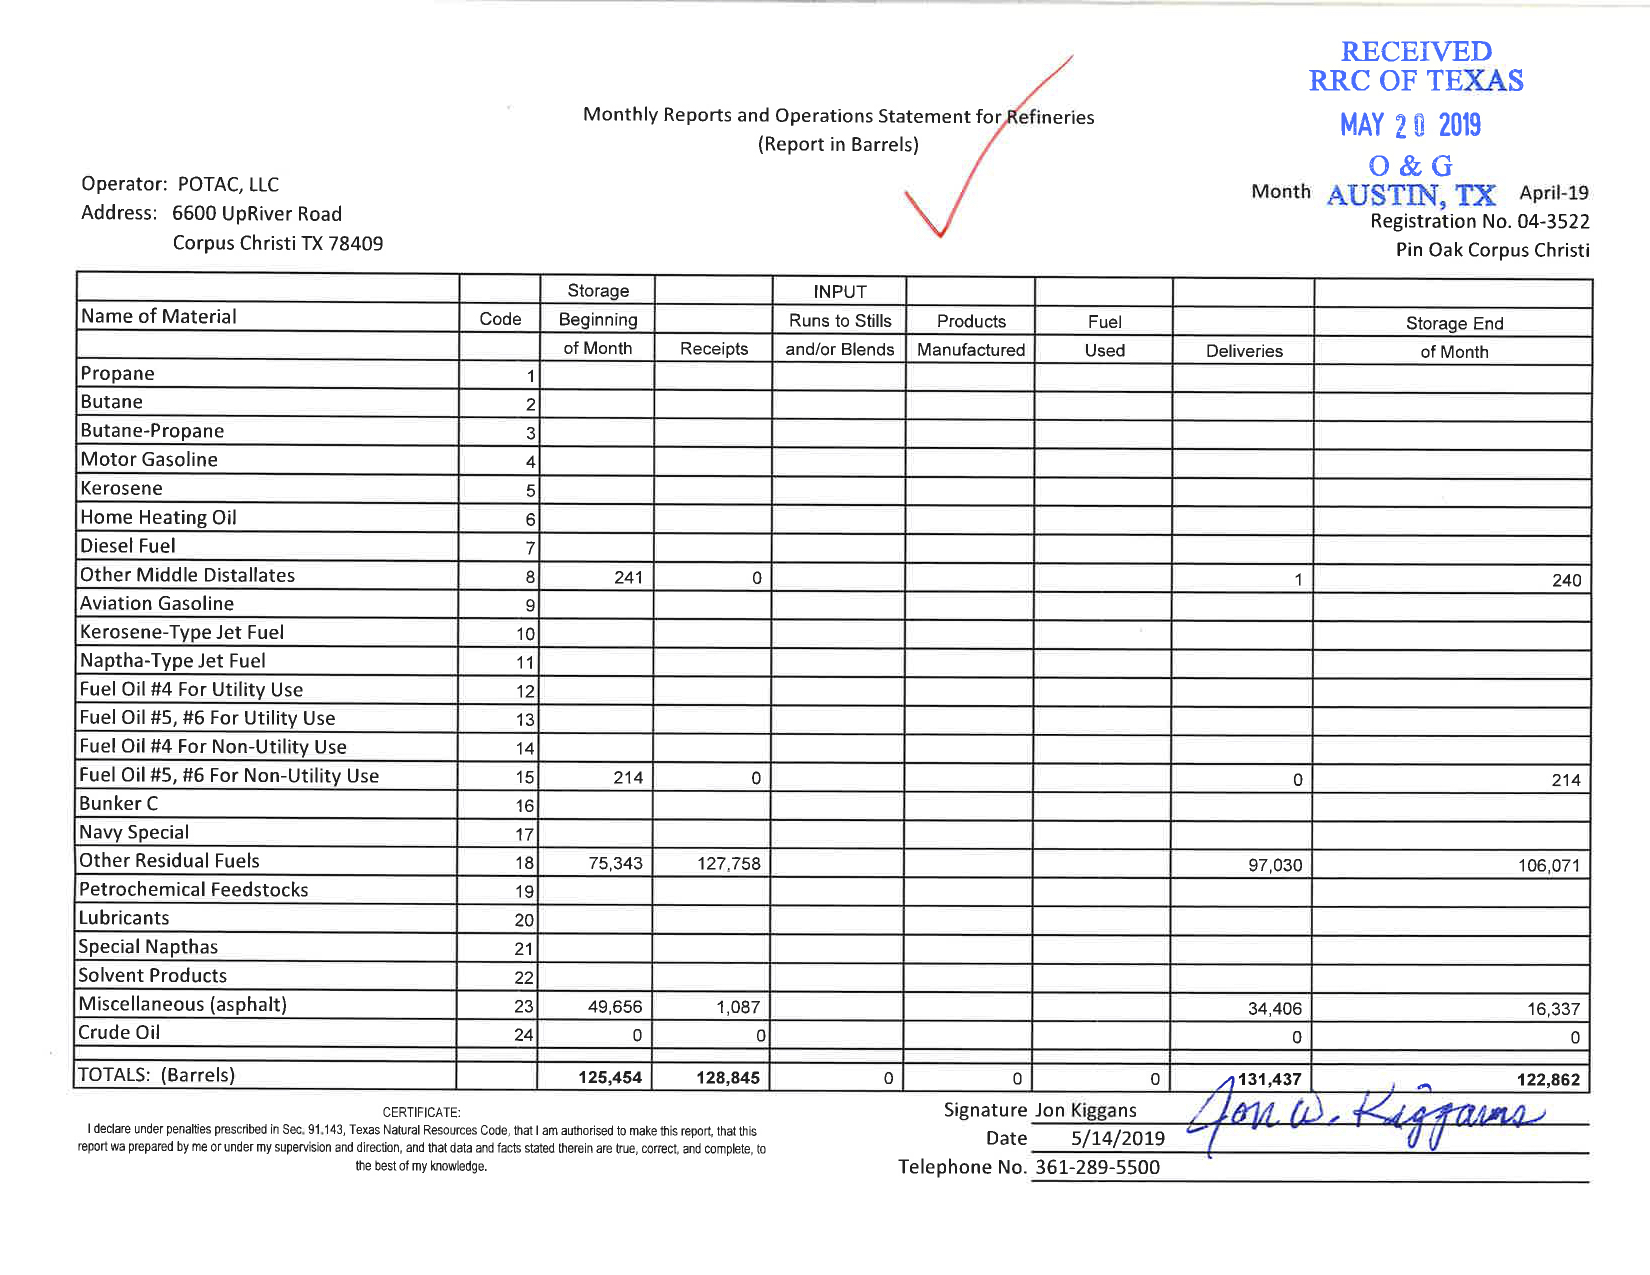 RECEIVED
RRC OF TEXAS
MAY 20 2019
O & G
AUSTIN, TX
Monthly Reports and Operations Statement for Refineries
(Report in Barrels)
Operator: POTAC, LLC
Address: 6600 UpRiver Road
Corpus Christi TX 78409
Month April-19
Registration No. 04-3522
Pin Oak Corpus Christi
Storage INPUT
Name of Material Code Beginning Runs to Stills Products Fuel Storage End
of Month Receipts and/or Blends Manufactured Used Deliveries of Month
Propane 1
Butane 2
Butane-Propane 3
Motor Gasoline 4
Kerosene 5
Home Heating Oil 6
Diesel Fuel 7
Other Middle Distallates 8 241 0 1 240
Aviation Gasoline 9
Kerosene-Type Jet Fuel 10
Naptha-Type Jet Fuel 11
Fuel Oil #4 For Utility Use 12
Fuel Oil #5, #6 For Utility Use 13
Fuel Oil #4 For Non-Utility Use 14
Fuel Oil #5, #6 For Non-Utility Use 15 214 0 0 214
Bunker C 16
Navy Special 17
Other Residual Fuels 18 75,343 127,758 97,030 106,071
Petrochemical Feedstocks 19
Lubricants 20
Special Napthas 21
Solvent Products 22
Miscellaneous (asphalt) 23 49,656 1,087 34,406 16,337
Crude Oil 24 0 0 0 0
TOTALS: (Barrels) 125,454 128,845 0 0 0 131,437 122,862
CERTIFICATE:
I declare under penalties prescribed in Sec. 91.143, Texas Natural Resources Code, that I am authorised to make this report, that this
report wa prepared by me or under my supervision and direction, and that data and facts stated therein are true, correct, and complete, to
the best of my knowledge.
Signature Jon Kiggans Jon W. Kiggans
Date 5/14/2019
Telephone No. 361-289-5500